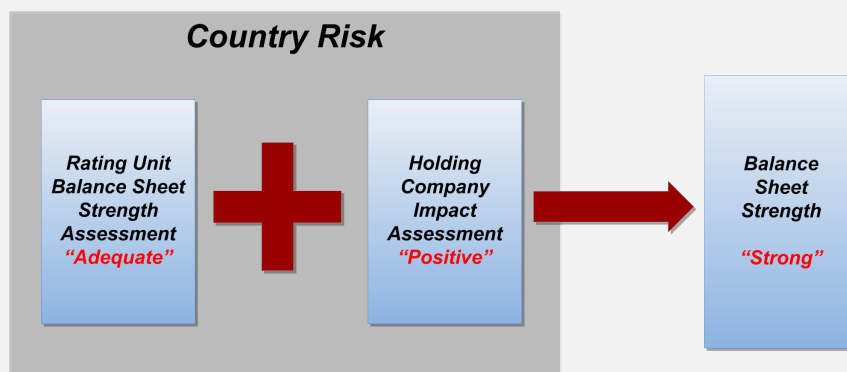 Country Risk
Rating Unit
Balance Sheet
Strength
Assessment
“Adequate”
Holding
Company
Impact
Assessment
“Positive”
Balance
Sheet
Strength
“Strong”